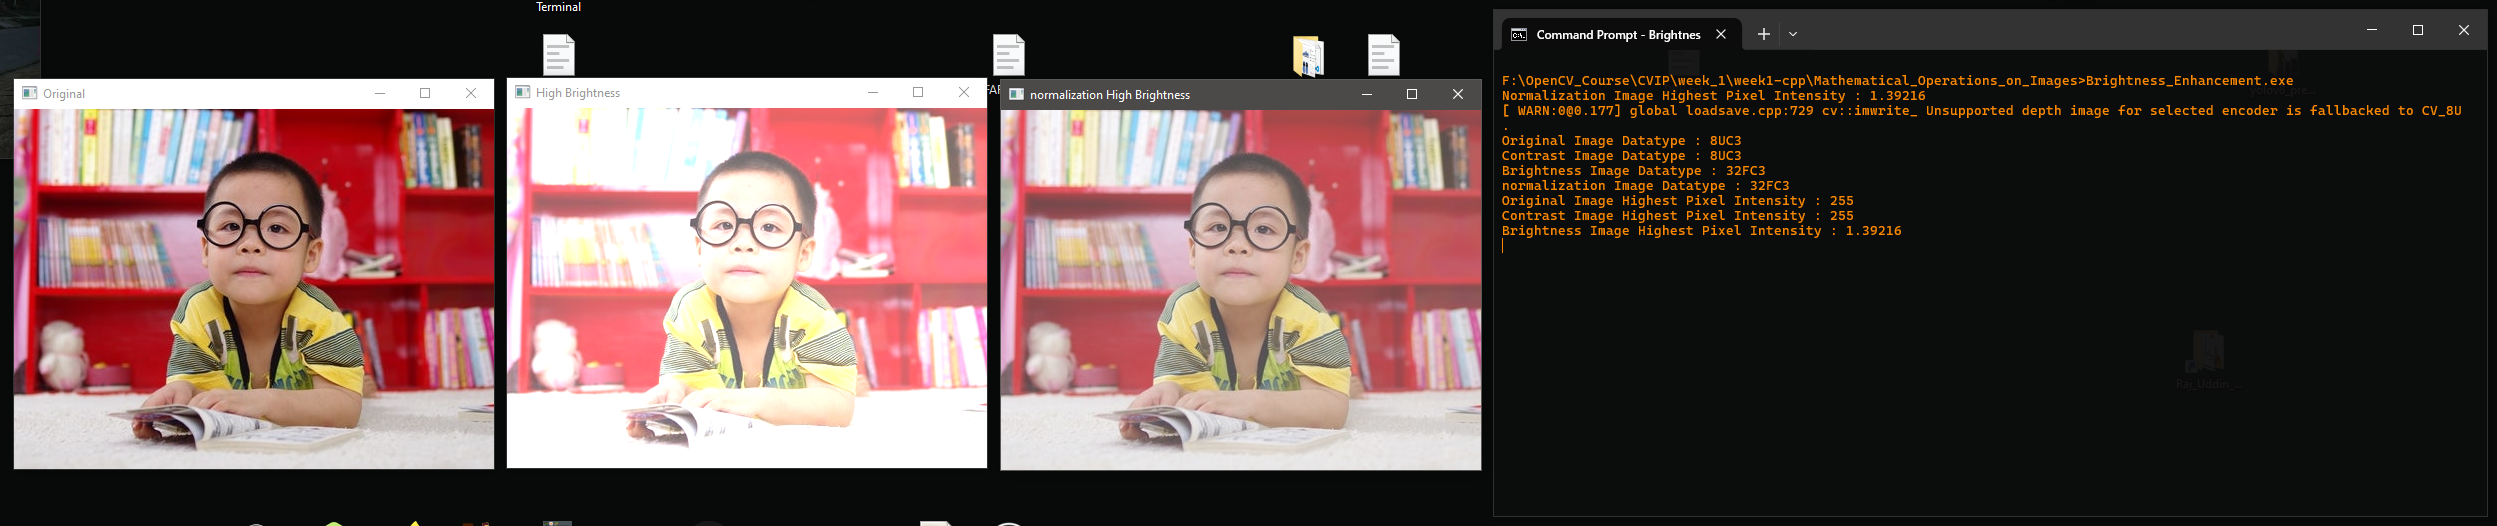 Terminal
Original
High Brightness
normalization High Brightness
Command Prompt - Brightnes
F:\OpenCV_Course\CVIP\week_1\week1-cpp\Mathematical_Operations_on_Images>Brightness_Enhancement.exe
Normalization Image Highest Pixel Intensity : 1.39216
[ WARN:0@0.177] global loadsave.cpp:729 cv::imwrite_ Unsupported depth image for selected encoder is fallbacked to CV_8U
.
Original Image Datatype : 8UC3
Contrast Image Datatype : 8UC3
Brightness Image Datatype : 32FC3
normalization Image Datatype : 32FC3
Original Image Highest Pixel Intensity : 255
Contrast Image Highest Pixel Intensity : 255
Brightness Image Highest Pixel Intensity : 1.39216
Raj_Uddin_...